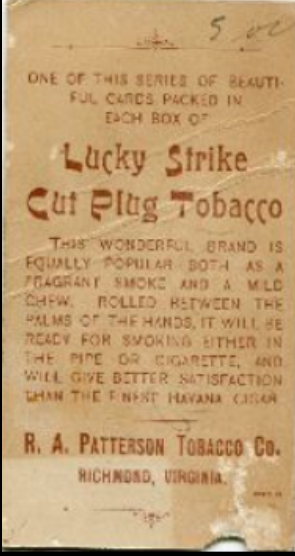 ONE OF THIS SERIES OF BEAUTI-
FUL CARDS PACKED IN
EACH BOX OF
Lucky Strike
Cut Plug Tobacco
THIS WONDERFUL BRAND IS
EQUALLY POPULAR BOTH AS A
FRAGRANT SMOKE AND A MILD
CHEW. ROLLED BETWEEN THE
PALMS OF THE HANDS, IT WILL BE
READY FOR SMOKING EITHER IN
THE PIPE OR CIGARETTE, AND
WILL GIVE BETTER SATISFACTION
THAN THE FINEST HAVANA CIGAR.
R. A. PATTERSON TOBACCO CO.
RICHMOND, VIRGINIA.